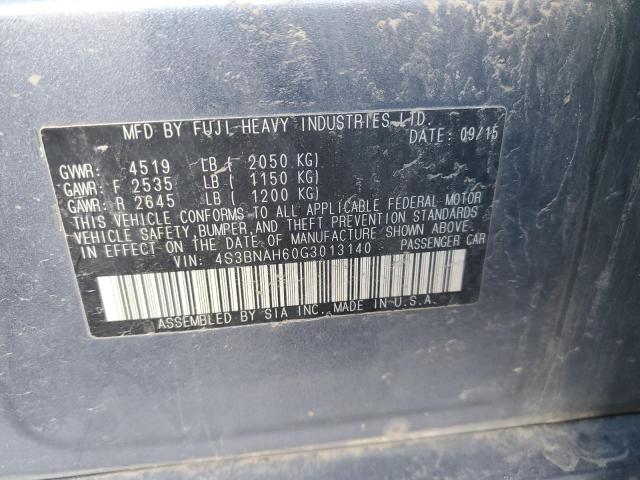 MFD BY FUJI HEAVY INDUSTRIES LTD.
DATE: 09/15
GVWR: 4519 LB ( 2050 KG)
GAWR: F 2535 LB ( 1150 KG)
GAWR: R 2645 LB ( 1200 KG)
THIS VEHICLE CONFORMS TO ALL APPLICABLE FEDERAL MOTOR
VEHICLE SAFETY, BUMPER, AND THEFT PREVENTION STANDARDS
IN EFFECT ON THE DATE OF MANUFACTURE SHOWN ABOVE.
VIN: 4S3BNAH60G3013140 PASSENGER CAR
ASSEMBLED BY SIA INC. MADE IN U.S.A.